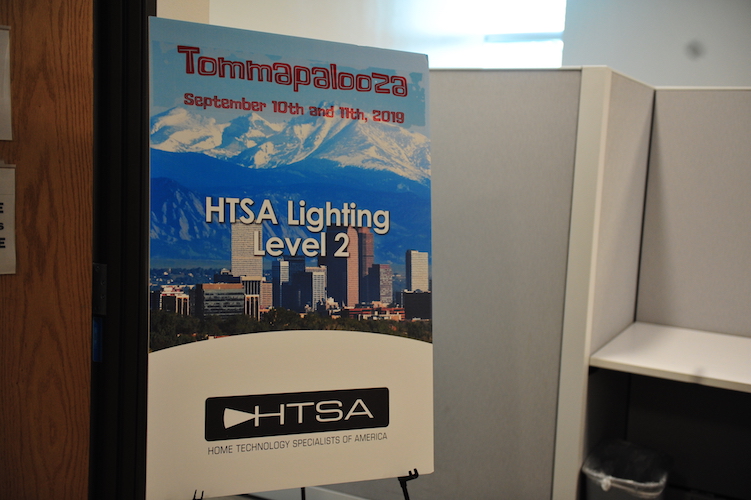 Tommapalooza
September 10th and 11th, 2019
HTSA Lighting
Level 2
HTSA
HOME TECHNOLOGY SPECIALISTS OF AMERICA